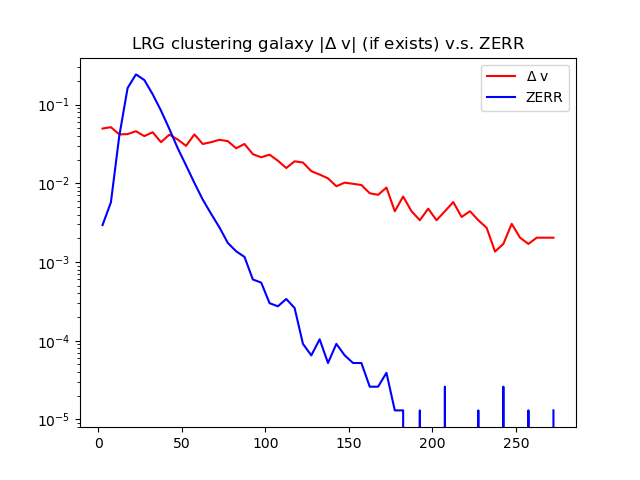 LRG clustering galaxy |Δ v| (if exists) v.s. ZERR
Δ v
ZERR
10⁻¹
10⁻²
10⁻³
10⁻⁴
10⁻⁵
0 50 100 150 200 250